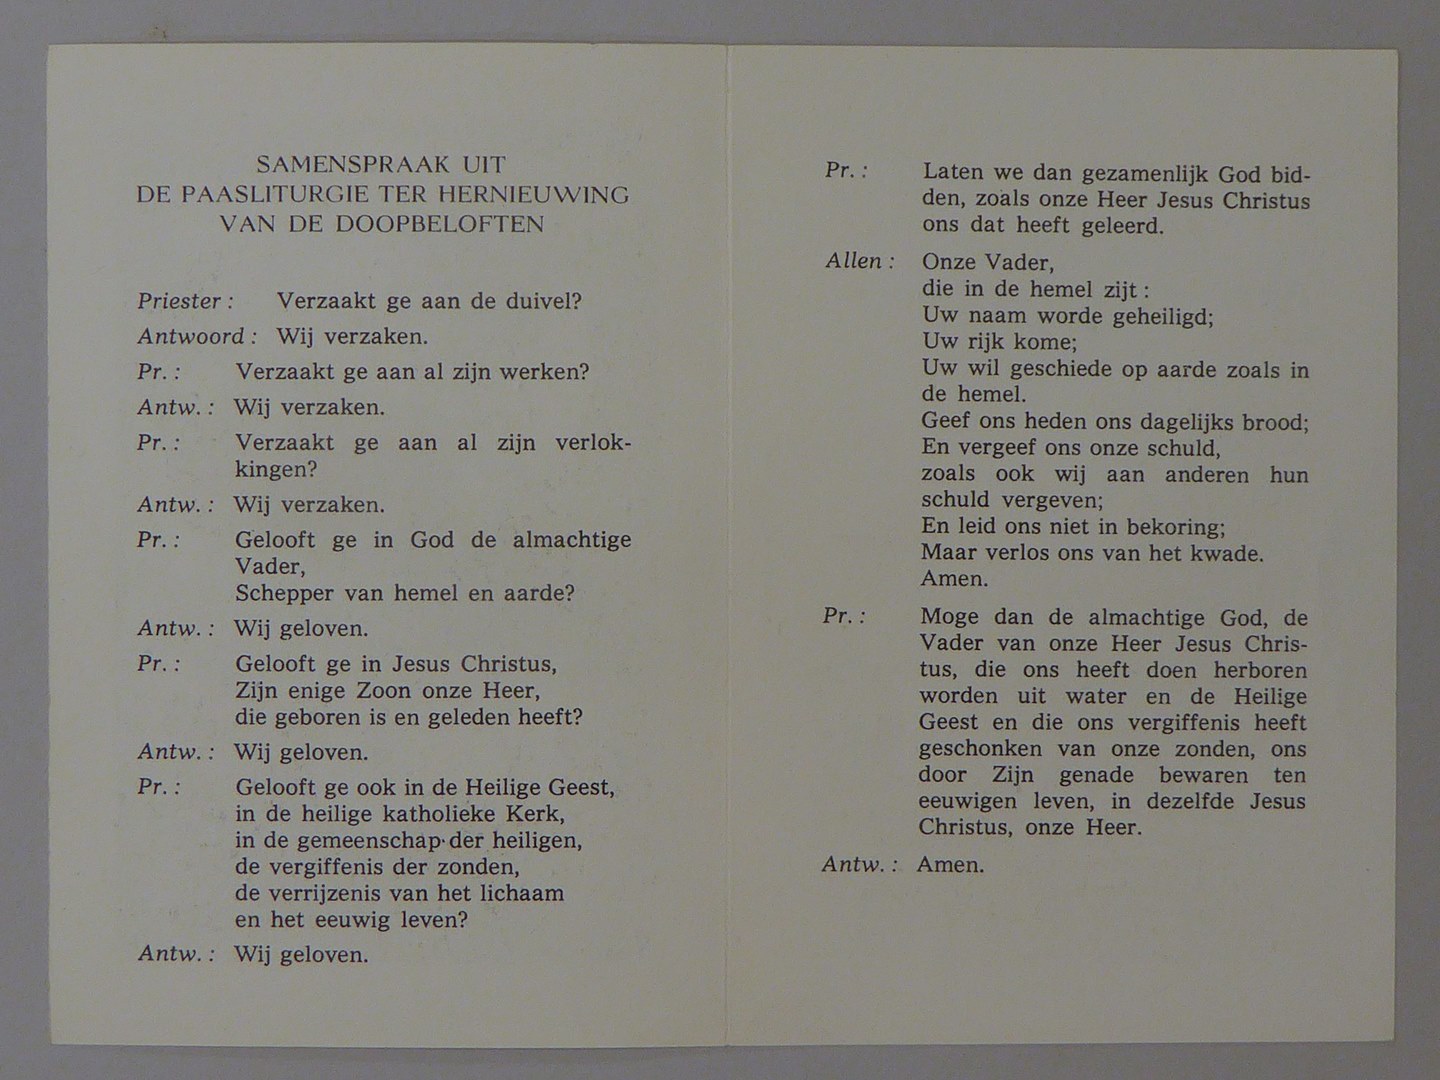 SAMENSPRAAK UIT
DE PAASLITURGIE TER HERNIEUWING
VAN DE DOOPBELOFTEN
Priester : Verzaakt ge aan de duivel?
Antwoord : Wij verzaken.
Pr. : Verzaakt ge aan al zijn werken?
Antw. : Wij verzaken.
Pr. : Verzaakt ge aan al zijn verlok-
kingen?
Antw. : Wij verzaken.
Pr. : Gelooft ge in God de almachtige
Vader,
Schepper van hemel en aarde?
Antw. : Wij geloven.
Pr. : Gelooft ge in Jesus Christus,
Zijn enige Zoon onze Heer,
die geboren is en geleden heeft?
Antw. : Wij geloven.
Pr. : Gelooft ge ook in de Heilige Geest,
in de heilige katholieke Kerk,
in de gemeenschap der heiligen,
de vergiffenis der zonden,
de verrijzenis van het lichaam
en het eeuwig leven?
Antw. : Wij geloven.
Pr. : Laten we dan gezamenlijk God bid-
den, zoals onze Heer Jesus Christus
ons dat heeft geleerd.
Allen : Onze Vader,
die in de hemel zijt :
Uw naam worde geheiligd;
Uw rijk kome;
Uw wil geschiede op aarde zoals in
de hemel.
Geef ons heden ons dagelijks brood;
En vergeef ons onze schuld,
zoals ook wij aan anderen hun
schuld vergeven;
En leid ons niet in bekoring;
Maar verlos ons van het kwade.
Amen.
Pr. : Moge dan de almachtige God, de
Vader van onze Heer Jesus Chris-
tus, die ons heeft doen herboren
worden uit water en de Heilige
Geest en die ons vergiffenis heeft
geschonken van onze zonden, ons
door Zijn genade bewaren ten
eeuwigen leven, in dezelfde Jesus
Christus, onze Heer.
Antw. : Amen.